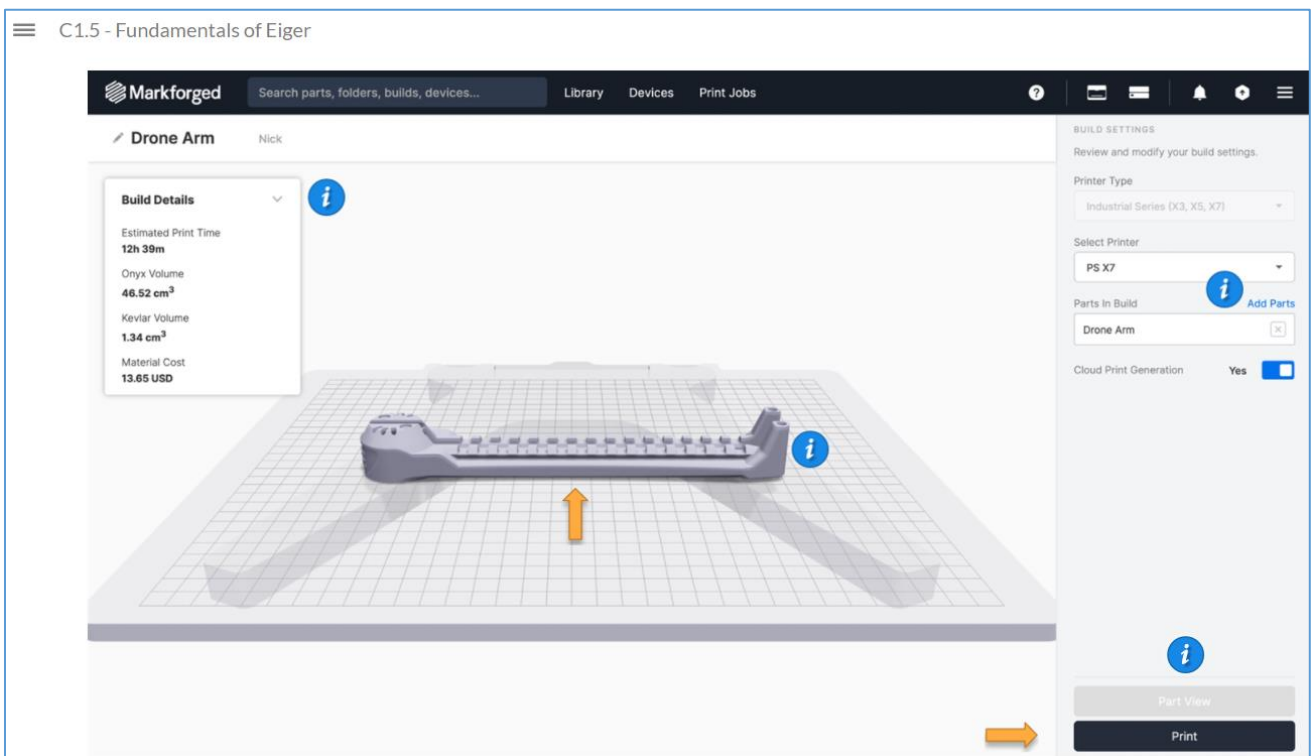 C1.5 - Fundamentals of Eiger
Markforged
Search parts, folders, builds, devices...
Library Devices Print Jobs
?
Drone Arm Nick
Build Details
i
Estimated Print Time
12h 39m
Onyx Volume
46.52 cm³
Kevlar Volume
1.34 cm³
Material Cost
13.65 USD
i
BUILD SETTINGS
Review and modify your build settings.
Printer Type
Industrial Series (X3, X5, X7)
Select Printer
PS X7
i
Parts In Build Add Parts
Drone Arm
Cloud Print Generation Yes
i
Part View
Print